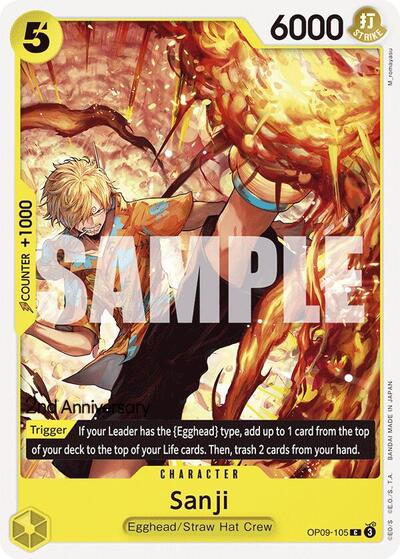 5
6000
打
STRIKE
M_romayasu
COUNTER +1000
SAMPLE
2nd Anniversary
Trigger If your Leader has the {Egghead} type, add up to 1 card from the top
of your deck to the top of your Life cards. Then, trash 2 cards from your hand.
CHARACTER
Sanji
Egghead/Straw Hat Crew
OP09-105 C 3
©E.O/S ©E.O./S., T.A. BANDAI MADE IN JAPAN